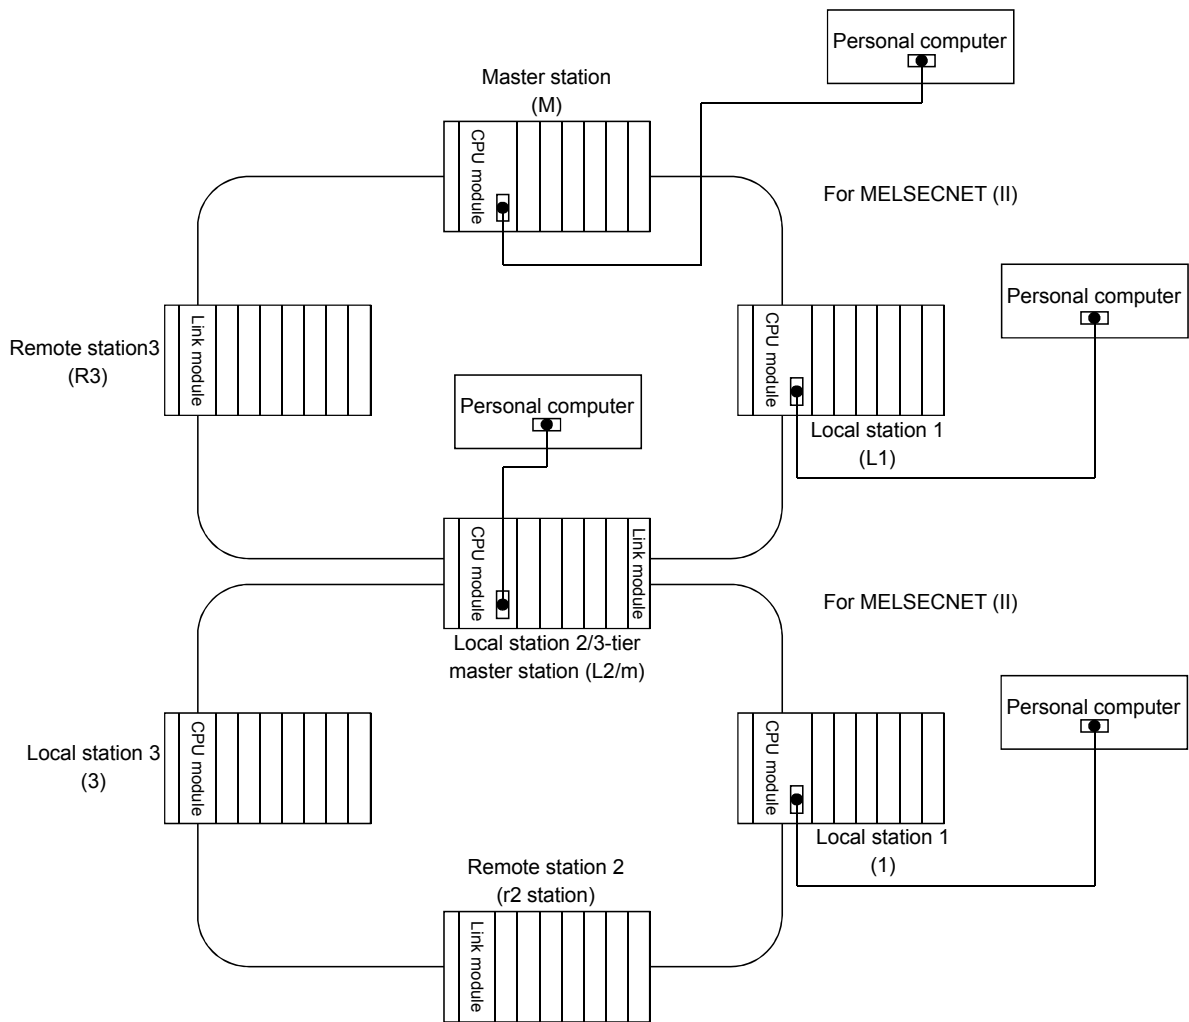 Personal computer
Master station
(M)
CPU module
For MELSECNET (II)
Personal computer
Link module
CPU module
Remote station3
(R3)
Personal computer
Local station 1
(L1)
CPU module
Link module
For MELSECNET (II)
Local station 2/3-tier
master station (L2/m)
Personal computer
CPU module
CPU module
Local station 3
(3)
Local station 1
(1)
Remote station 2
(r2 station)
Link module